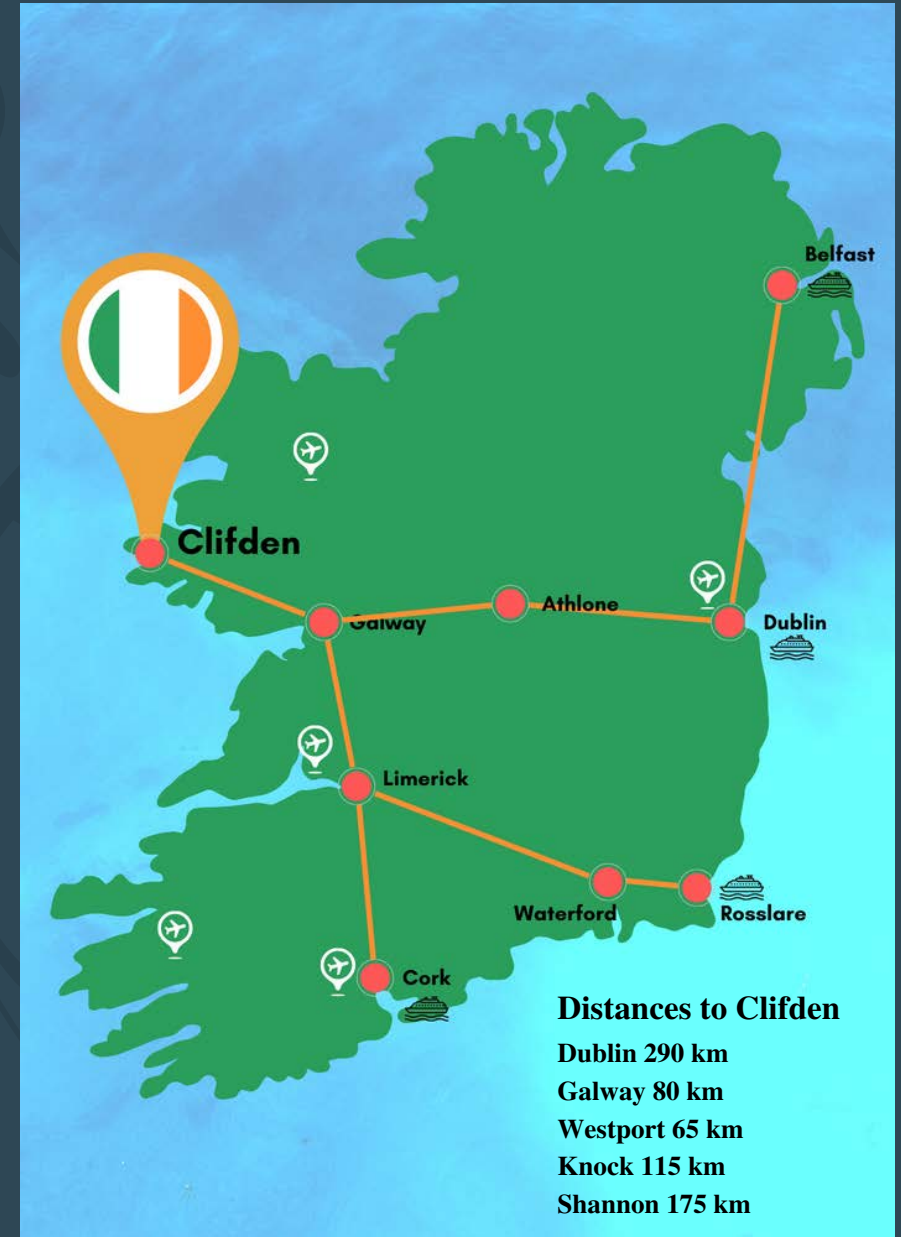 Belfast
Clifden
Galway
Athlone
Dublin
Limerick
Waterford
Rosslare
Cork
Distances to Clifden
Dublin 290 km
Galway 80 km
Westport 65 km
Knock 115 km
Shannon 175 km